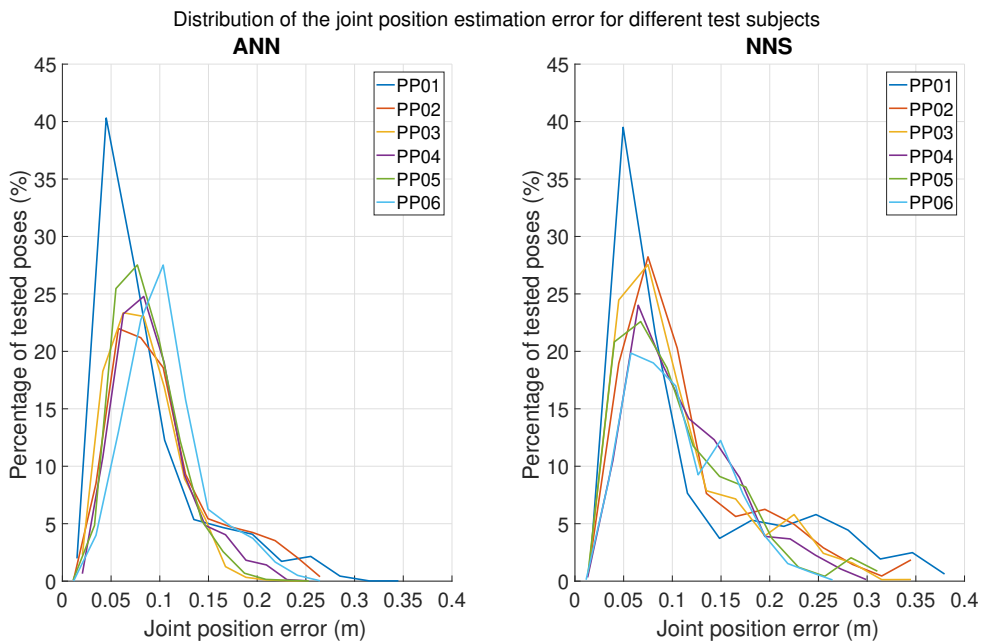 Distribution of the joint position estimation error for different test subjects
ANN
45
40
35
30
25
20
15
10
5
0
0 0.05 0.1 0.15 0.2 0.25 0.3 0.35 0.4
Percentage of tested poses (%)
Joint position error (m)
PP01
PP02
PP03
PP04
PP05
PP06
NNS
45
40
35
30
25
20
15
10
5
0
0 0.05 0.1 0.15 0.2 0.25 0.3 0.35 0.4
Percentage of tested poses (%)
Joint position error (m)
PP01
PP02
PP03
PP04
PP05
PP06